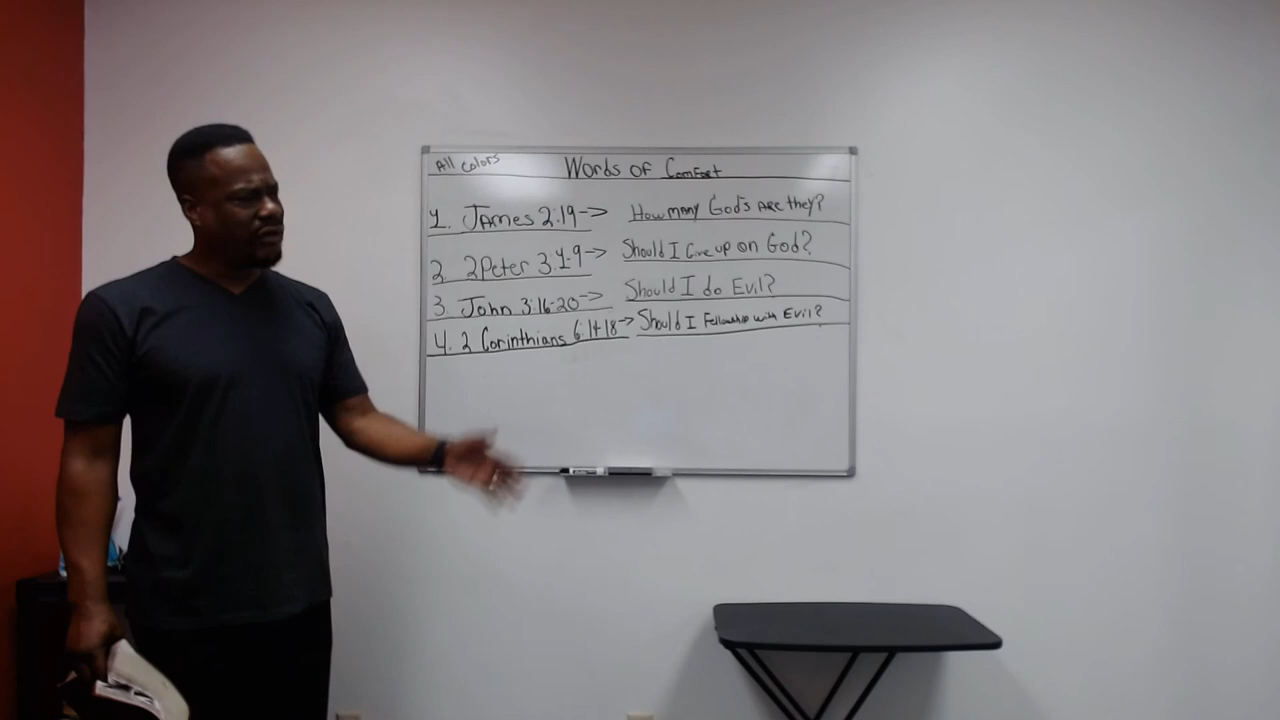 All Colors
Words of Comfort
1. James 2:19-> How many God's are they?
2. 2Peter 3:1-9-> Should I Give up on God?
3. John 3:16-20-> Should I do Evil?
4. 2 Corinthians 6:14-18-> Should I Fellowship with Evil?